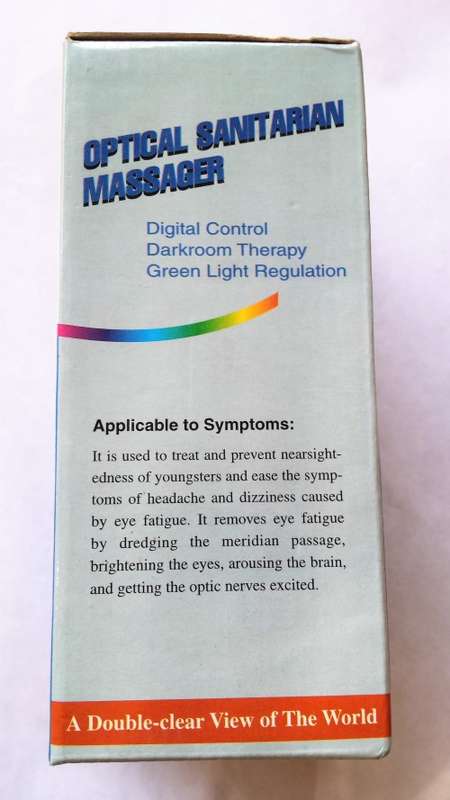 OPTICAL SANITARIAN
MASSAGER
Digital Control
Darkroom Therapy
Green Light Regulation
Applicable to Symptoms:
It is used to treat and prevent nearsight-
edness of youngsters and ease the symp-
toms of headache and dizziness caused
by eye fatigue. It removes eye fatigue
by dredging the meridian passage,
brightening the eyes, arousing the brain,
and getting the optic nerves excited.
A Double-clear View of The World